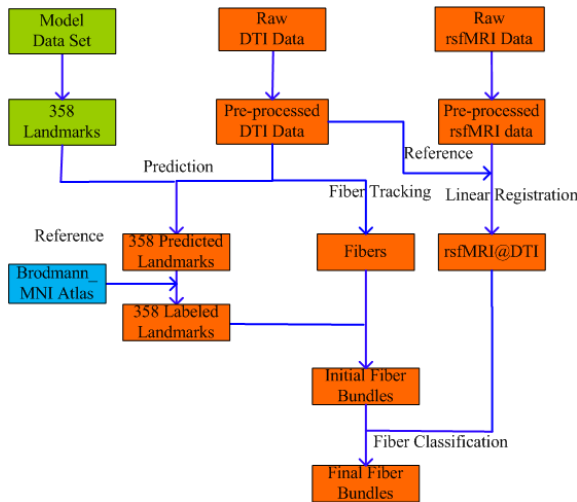 Model
Data Set
Raw
DTI Data
Raw
rsfMRI Data
358
Landmarks
Pre-processed
DTI Data
Pre-processed
rsfMRI data
Reference
Prediction
Fiber Tracking
Linear Registration
Reference
358 Predicted
Landmarks
Fibers
rsfMRI@DTI
Brodmann_
MNI Atlas
358 Labeled
Landmarks
Initial Fiber
Bundles
Fiber Classification
Final Fiber
Bundles